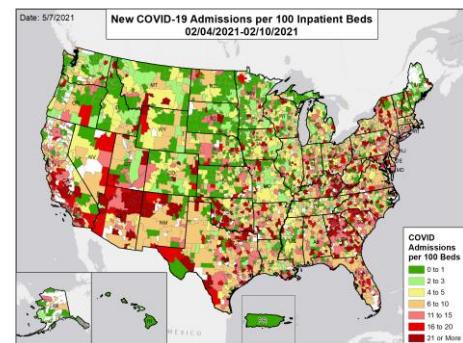 Date: 5/7/2021
New COVID-19 Admissions per 100 Inpatient Beds
02/04/2021-02/10/2021
MÉXICO
COVID
Admissions
per 100 Beds
0 to 1
2 to 3
4 to 5
6 to 10
11 to 15
16 to 20
21 or More